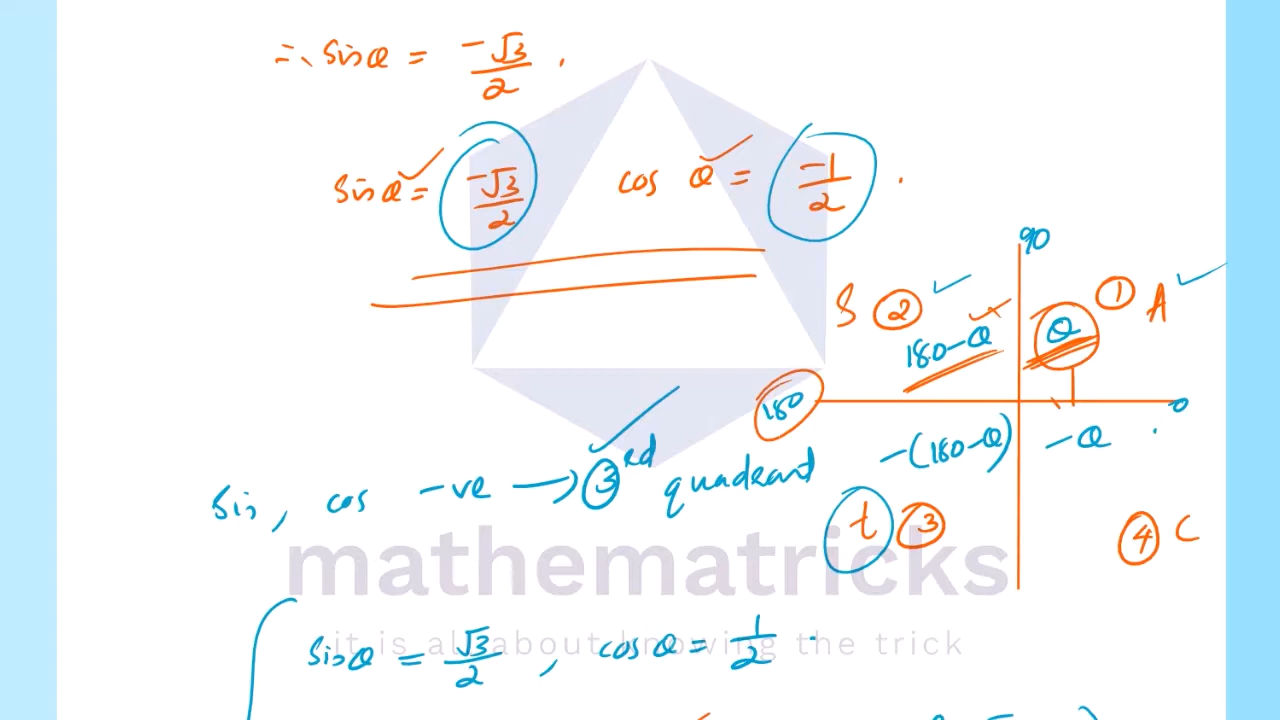 ∴ sinθ = -√3/2 .
sinθ = -√3/2 cos θ = -1/2 .
90
S ② ① A
180-θ θ
180 0
-(180-θ) -θ .
sin, cos -ve → ③rd quadrant
t ③ ④ C
mathematricks
sinθ = √3/2 , cosθ = 1/2 .
it is all about knowing the trick